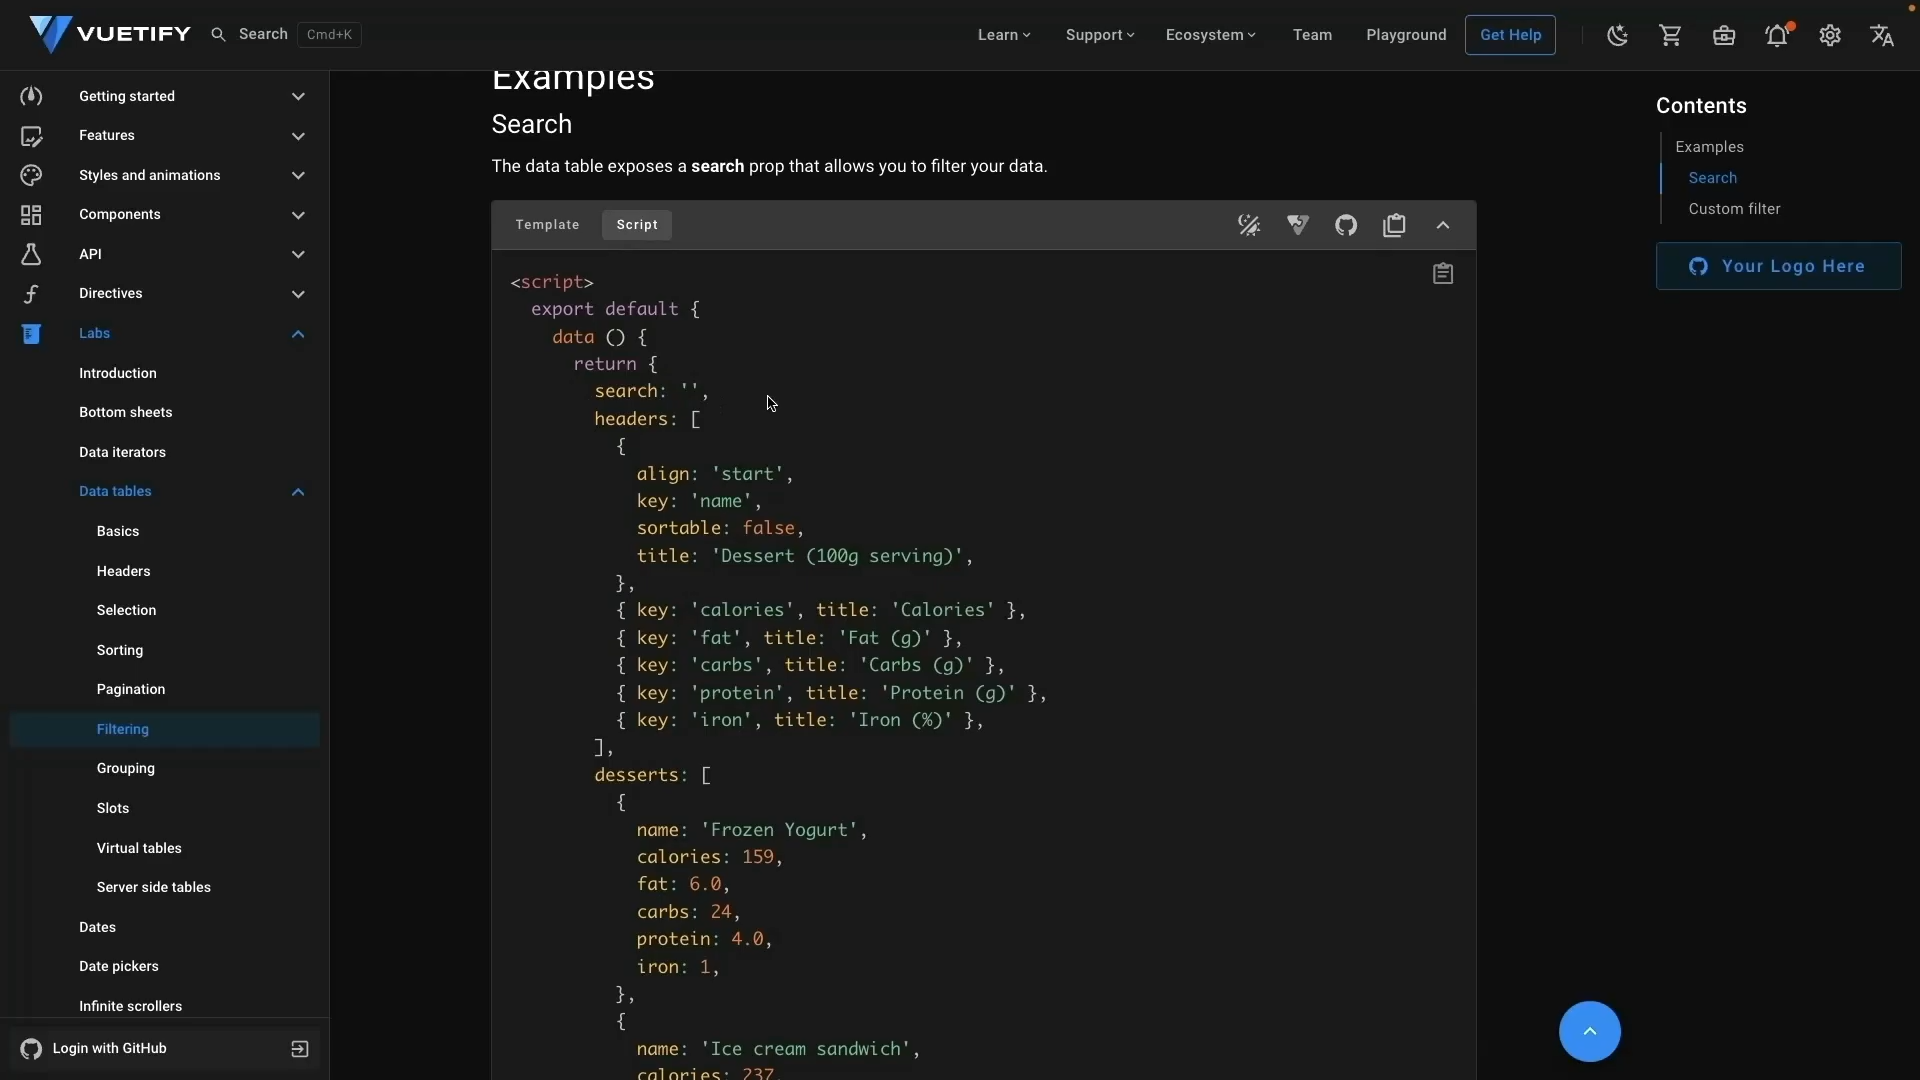 VUETIFY
Search
Cmd+K
Learn
Support
Ecosystem
Team
Playground
Get Help
Getting started
Features
Styles and animations
Components
API
Directives
Labs
Introduction
Bottom sheets
Data iterators
Data tables
Basics
Headers
Selection
Sorting
Pagination
Filtering
Grouping
Slots
Virtual tables
Server side tables
Dates
Date pickers
Infinite scrollers
Login with GitHub
Examples
Search
The data table exposes a search prop that allows you to filter your data.
Template
Script
<script>
export default {
data () {
return {
search: '',
headers: [
{
align: 'start',
key: 'name',
sortable: false,
title: 'Dessert (100g serving)',
},
{ key: 'calories', title: 'Calories' },
{ key: 'fat', title: 'Fat (g)' },
{ key: 'carbs', title: 'Carbs (g)' },
{ key: 'protein', title: 'Protein (g)' },
{ key: 'iron', title: 'Iron (%)' },
],
desserts: [
{
name: 'Frozen Yogurt',
calories: 159,
fat: 6.0,
carbs: 24,
protein: 4.0,
iron: 1,
},
{
name: 'Ice cream sandwich',
calories: 237,
Contents
Examples
Search
Custom filter
Your Logo Here